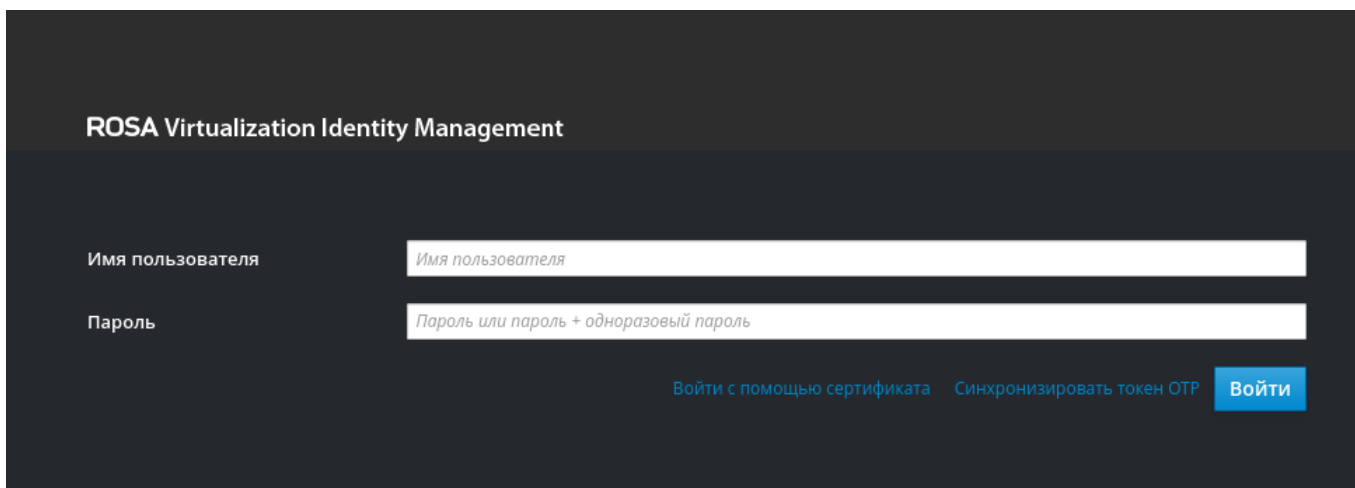 ROSA Virtualization Identity Management
Имя пользователя
Имя пользователя
Пароль
Пароль или пароль + одноразовый пароль
Войти с помощью сертификата Синхронизировать токен OTP Войти